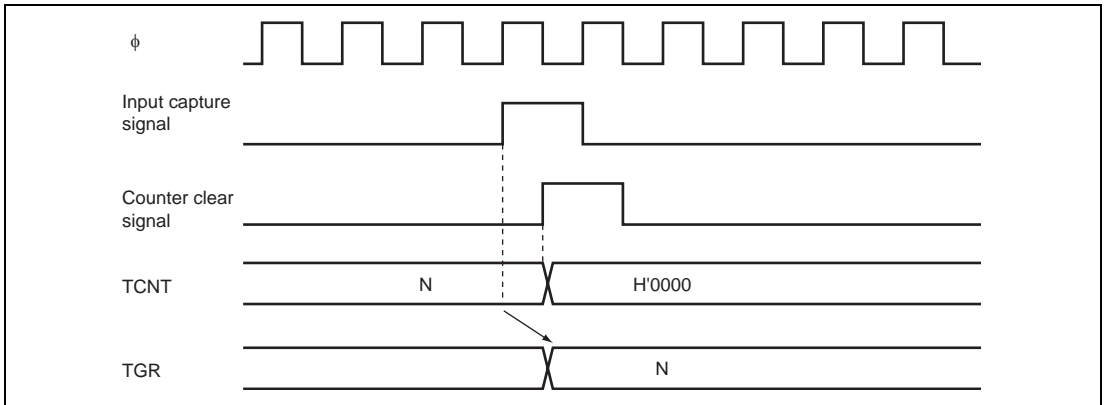 ϕ
Input capture
signal
Counter clear
signal
TCNT
N
H'0000
TGR
N